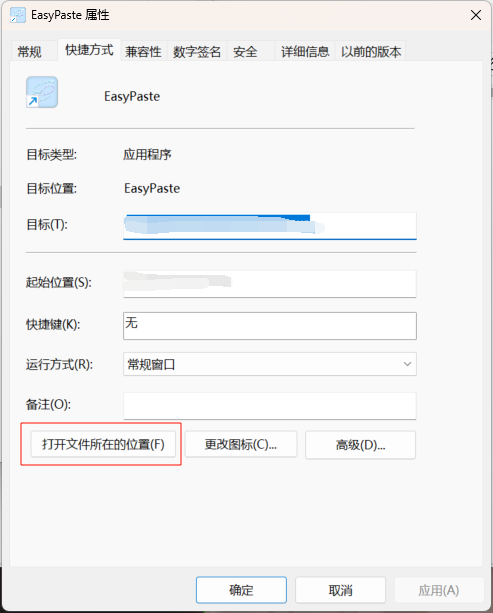 EasyPaste 属性
常规 快捷方式 兼容性 数字签名 安全 详细信息 以前的版本
EasyPaste
目标类型: 应用程序
目标位置: EasyPaste
目标(T):
起始位置(S):
快捷键(K): 无
运行方式(R): 常规窗口
备注(O):
打开文件所在的位置(F) 更改图标(C)... 高级(D)...
确定 取消 应用(A)